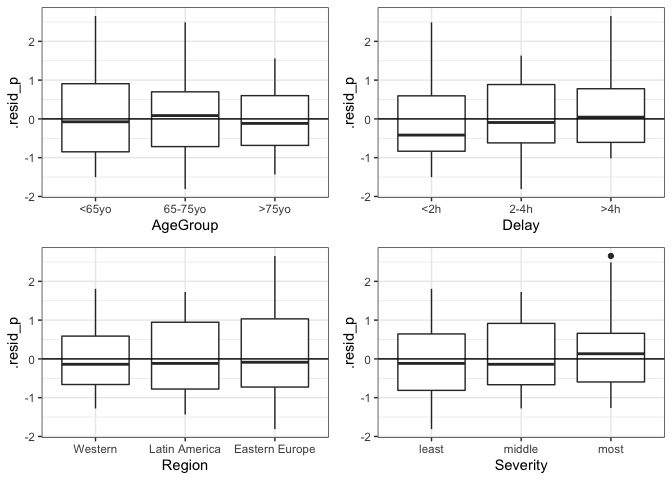 2
1
0
-1
-2
.resid_p
<65yo 65-75yo >75yo
AgeGroup
2
1
0
-1
-2
.resid_p
<2h 2-4h >4h
Delay
2
1
0
-1
-2
.resid_p
Western Latin America Eastern Europe
Region
2
1
0
-1
-2
.resid_p
least middle most
Severity